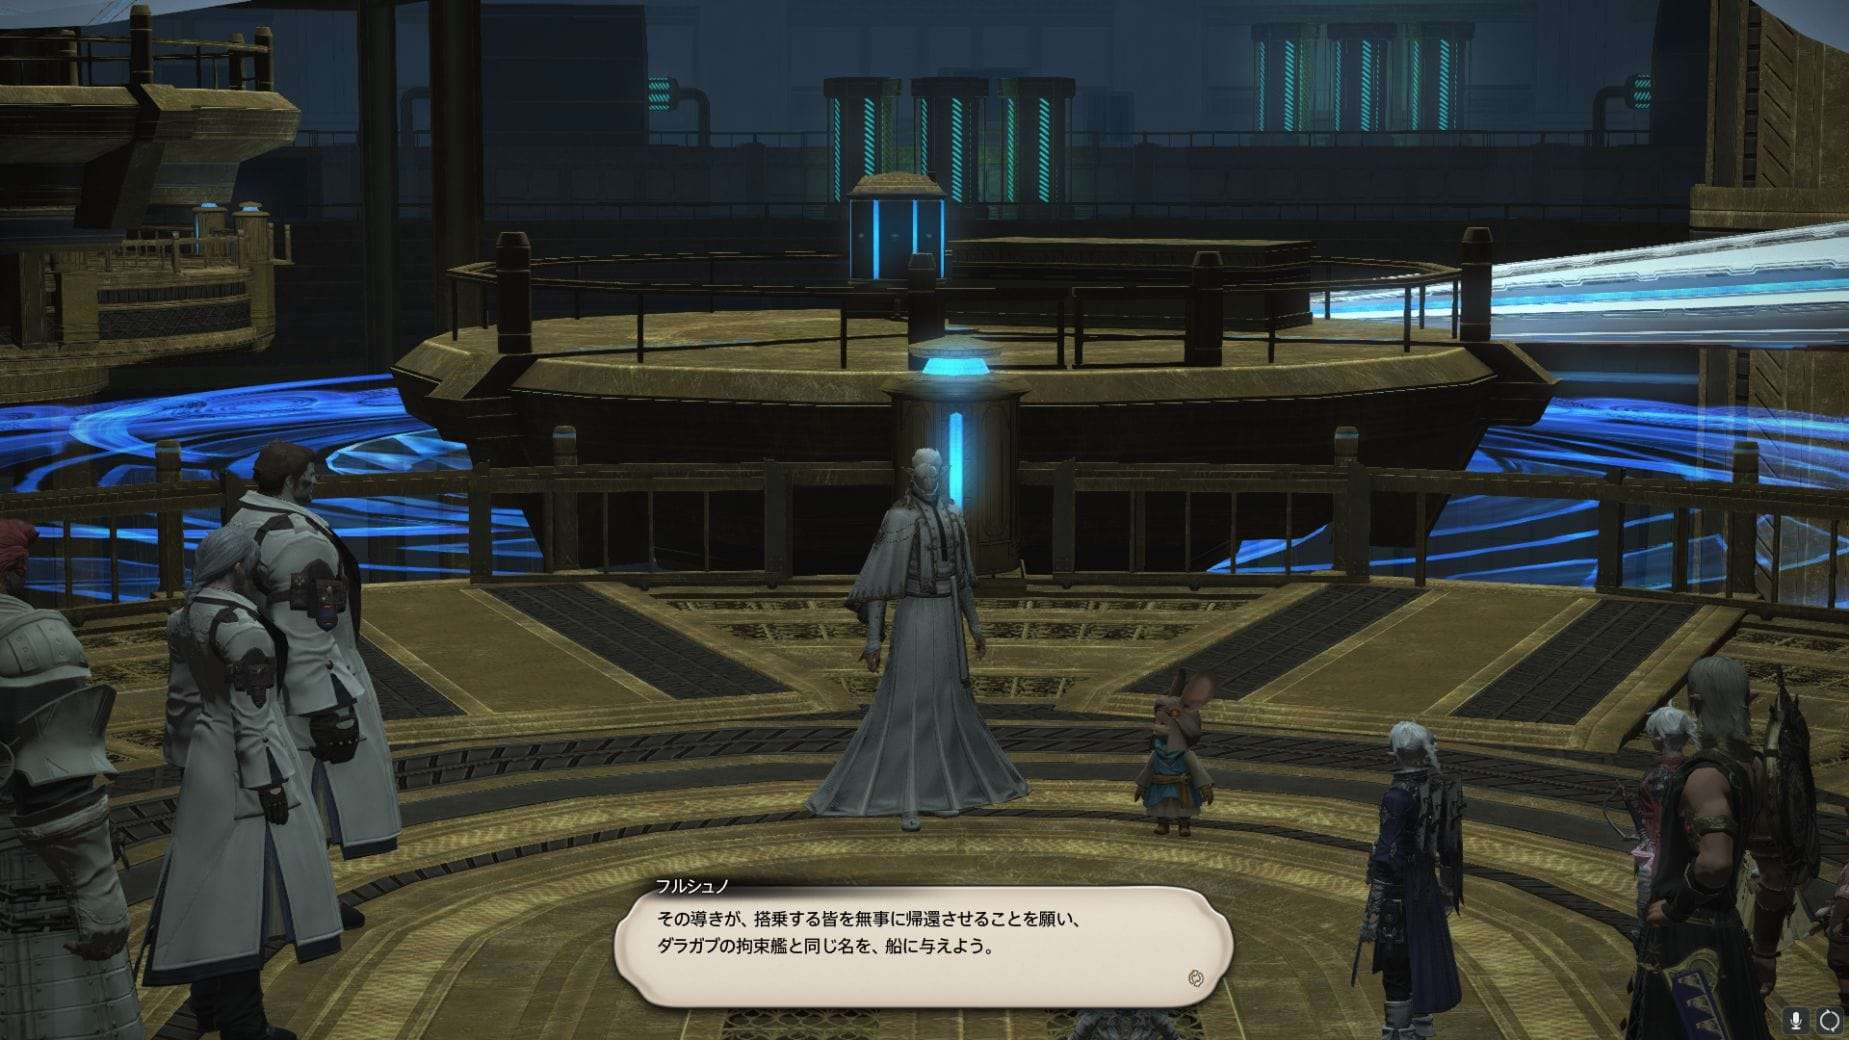 フルシュノ
その導きが、搭乗する皆を無事に帰還させることを願い、
ダラガブの拘束艦と同じ名を、船に与えよう。